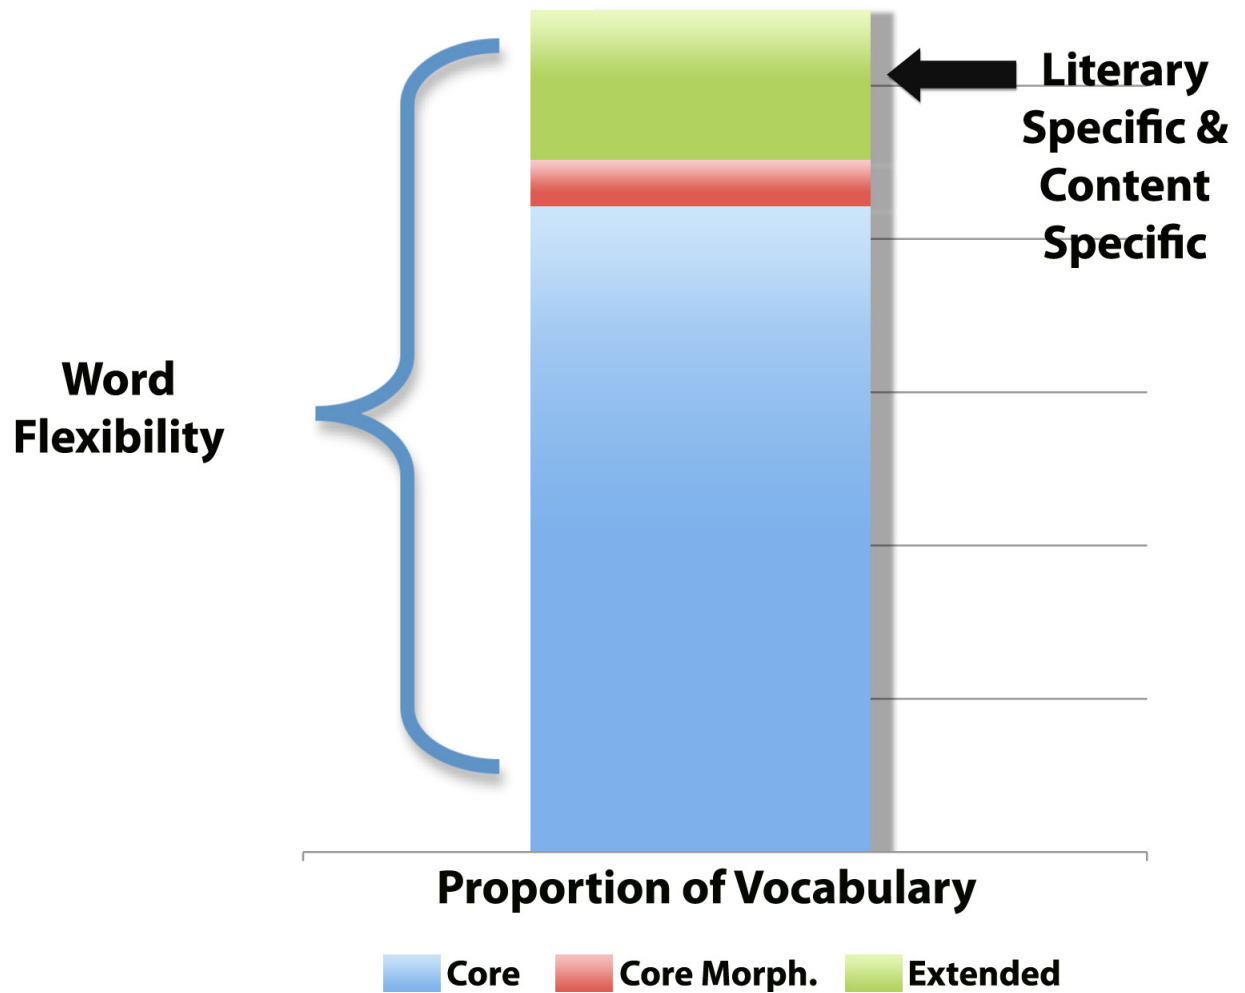 Literary
Specific &
Content
Specific
Word
Flexibility
Proportion of Vocabulary
Core Core Morph. Extended